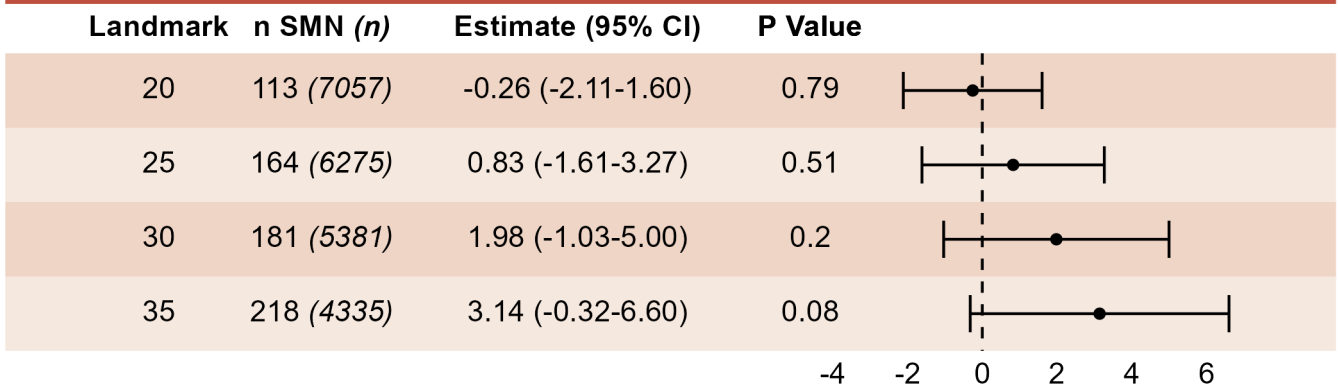 Landmark n SMN (n) Estimate (95% CI) P Value
20 113 (7057) -0.26 (-2.11-1.60) 0.79
25 164 (6275) 0.83 (-1.61-3.27) 0.51
30 181 (5381) 1.98 (-1.03-5.00) 0.2
35 218 (4335) 3.14 (-0.32-6.60) 0.08
-4 -2 0 2 4 6